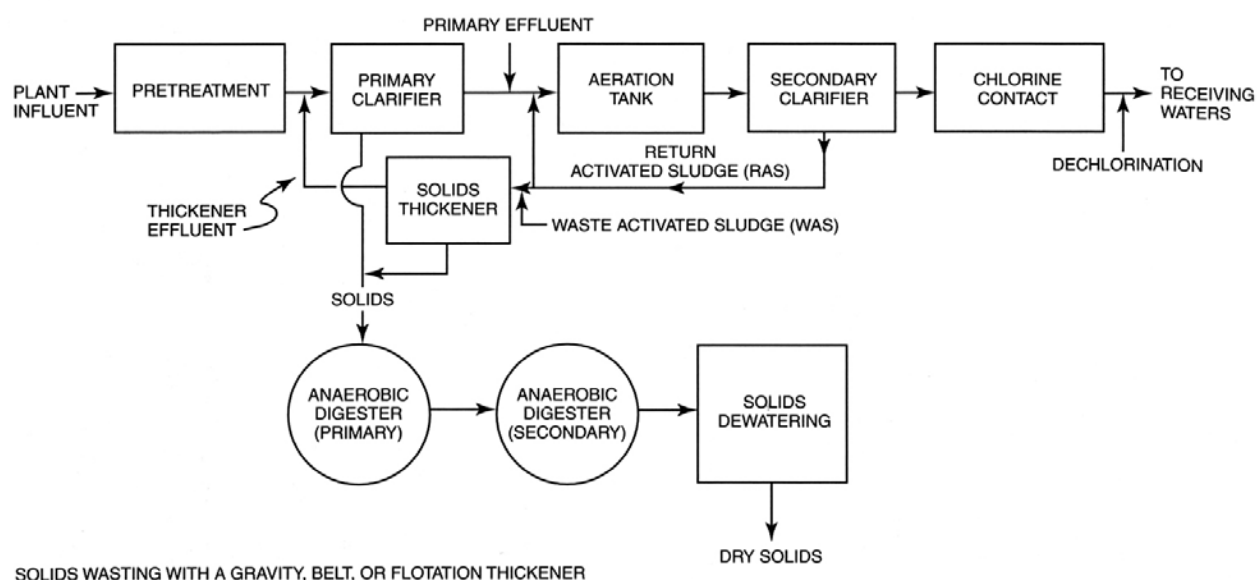 PRIMARY EFFLUENT
PLANT
INFLUENT
PRETREATMENT
PRIMARY
CLARIFIER
AERATION
TANK
SECONDARY
CLARIFIER
CHLORINE
CONTACT
TO
RECEIVING
WATERS
DECHLORINATION
RETURN
ACTIVATED SLUDGE (RAS)
SOLIDS
THICKENER
THICKENER
EFFLUENT
WASTE ACTIVATED SLUDGE (WAS)
SOLIDS
ANAEROBIC
DIGESTER
(PRIMARY)
ANAEROBIC
DIGESTER
(SECONDARY)
SOLIDS
DEWATERING
DRY SOLIDS
SOLIDS WASTING WITH A GRAVITY, BELT, OR FLOTATION THICKENER